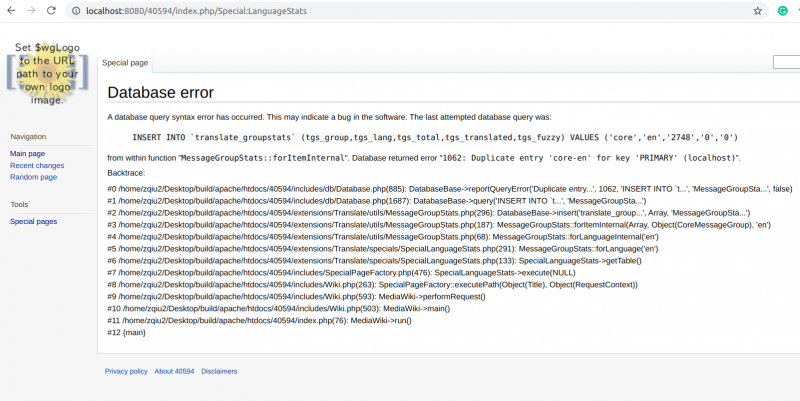 localhost:8080/40594/index.php/Special:LanguageStats
Set $wgLogo
to the URL
path to your
own logo
image.
Special page
Database error
A database query syntax error has occurred. This may indicate a bug in the software. The last attempted database query was:
INSERT INTO `translate_groupstats` (tgs_group,tgs_lang,tgs_total,tgs_translated,tgs_fuzzy) VALUES ('core','en','2748','0','0')
from within function "MessageGroupStats::forItemInternal". Database returned error "1062: Duplicate entry 'core-en' for key 'PRIMARY' (localhost)".
Backtrace:
#0 /home/zqiu2/Desktop/build/apache/htdocs/40594/includes/db/Database.php(885): DatabaseBase->reportQueryError('Duplicate entry...', 1062, 'INSERT INTO `t...', 'MessageGroupSta...', false)
#1 /home/zqiu2/Desktop/build/apache/htdocs/40594/includes/db/Database.php(1687): DatabaseBase->query('INSERT INTO `t...', 'MessageGroupSta...')
#2 /home/zqiu2/Desktop/build/apache/htdocs/40594/extensions/Translate/utils/MessageGroupStats.php(296): DatabaseBase->insert('translate_group...', Array, 'MessageGroupSta...')
#3 /home/zqiu2/Desktop/build/apache/htdocs/40594/extensions/Translate/utils/MessageGroupStats.php(187): MessageGroupStats::forItemInternal(Array, Object(CoreMessageGroup), 'en')
#4 /home/zqiu2/Desktop/build/apache/htdocs/40594/extensions/Translate/utils/MessageGroupStats.php(68): MessageGroupStats::forLanguageInternal('en')
#5 /home/zqiu2/Desktop/build/apache/htdocs/40594/extensions/Translate/specials/SpecialLanguageStats.php(291): MessageGroupStats::forLanguage('en')
#6 /home/zqiu2/Desktop/build/apache/htdocs/40594/extensions/Translate/specials/SpecialLanguageStats.php(133): SpecialLanguageStats->getTable()
#7 /home/zqiu2/Desktop/build/apache/htdocs/40594/includes/SpecialPageFactory.php(476): SpecialLanguageStats->execute(NULL)
#8 /home/zqiu2/Desktop/build/apache/htdocs/40594/includes/Wiki.php(263): SpecialPageFactory::executePath(Object(Title), Object(RequestContext))
#9 /home/zqiu2/Desktop/build/apache/htdocs/40594/includes/Wiki.php(593): MediaWiki->performRequest()
#10 /home/zqiu2/Desktop/build/apache/htdocs/40594/includes/Wiki.php(503): MediaWiki->main()
#11 /home/zqiu2/Desktop/build/apache/htdocs/40594/index.php(76): MediaWiki->run()
#12 {main}
Navigation
Main page
Recent changes
Random page
Tools
Special pages
Privacy policy About 40594 Disclaimers